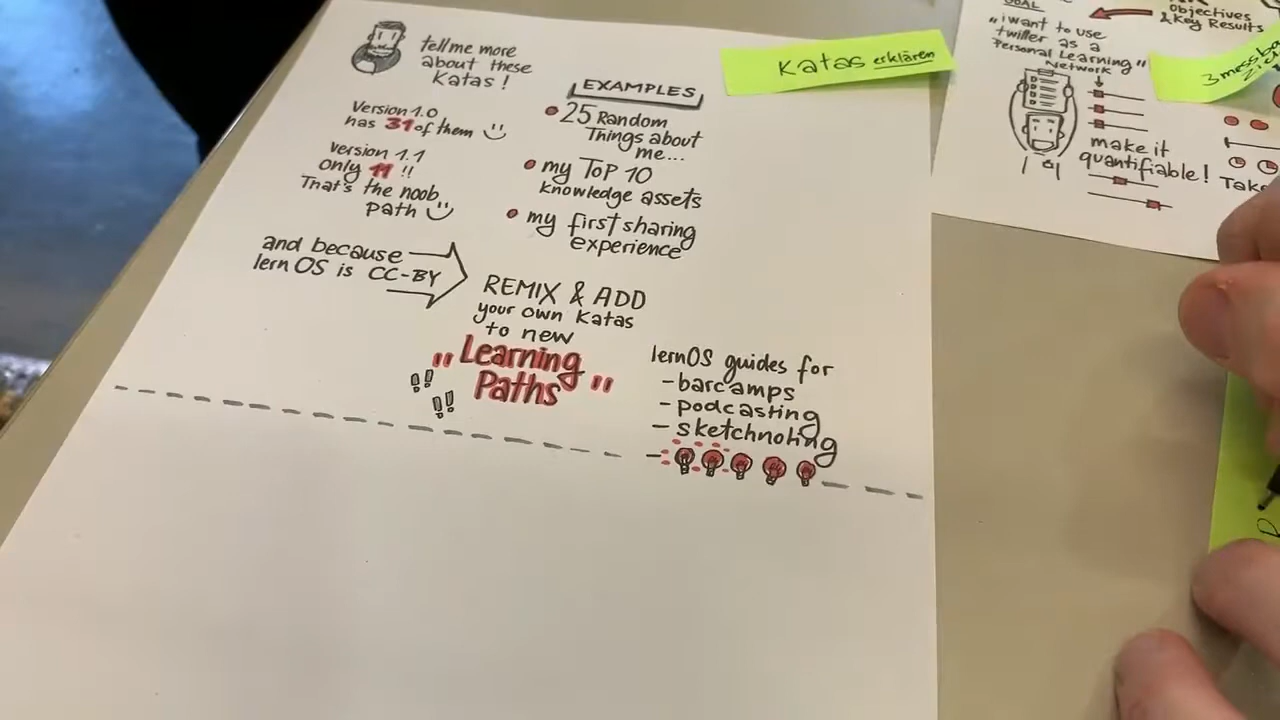 tell me more
about these
Katas!
Version 1.0
has 31 of them
Version 1.1
only 11 !!
That's the noob
path
and because
lernOS is CC-BY
EXAMPLES
25 Random
Things about
me...
my Top 10
knowledge assets
my first sharing
experience
REMIX & ADD
your own Katas
to new
"Learning
Paths"
lernOS guides for
- barcamps
- podcasting
- sketchnoting
-
Katas erklären
GOAL
Objectives
& Key Results
"i want to use
twitter as a
Personal Learning"
Network
make it
quantifiable!